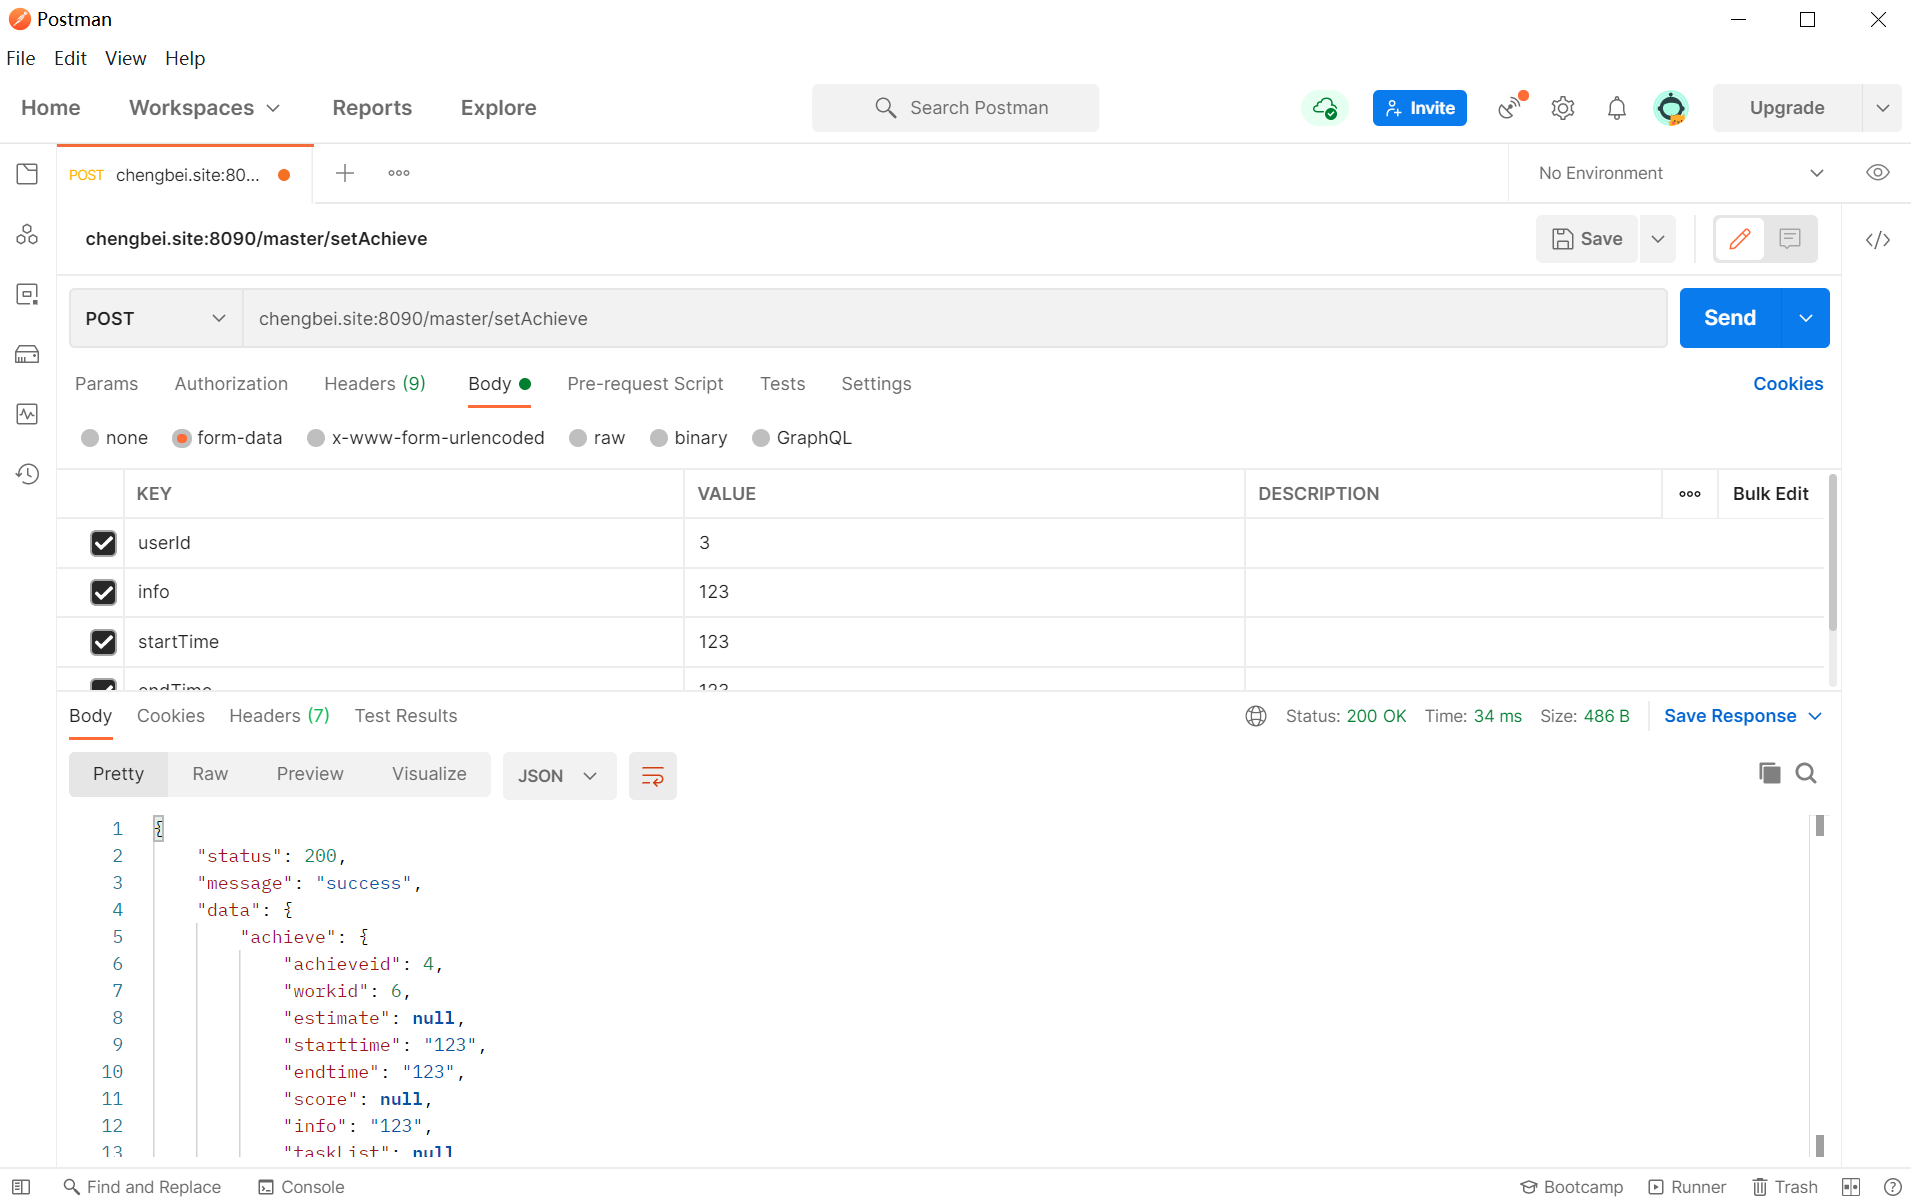 Postman
File Edit View Help
Home Workspaces Reports Explore Search Postman Invite Upgrade
POST chengbei.site:80... No Environment
chengbei.site:8090/master/setAchieve Save
POST chengbei.site:8090/master/setAchieve Send
Params Authorization Headers (9) Body Pre-request Script Tests Settings Cookies
none form-data x-www-form-urlencoded raw binary GraphQL
KEY VALUE DESCRIPTION Bulk Edit
userId 3
info 123
startTime 123
endTime 123
Body Cookies Headers (7) Test Results Status: 200 OK Time: 34 ms Size: 486 B Save Response
Pretty Raw Preview Visualize JSON
1 {
2 "status": 200,
3 "message": "success",
4 "data": {
5 "achieve": {
6 "achieveid": 4,
7 "workid": 6,
8 "estimate": null,
9 "starttime": "123",
10 "endtime": "123",
11 "score": null,
12 "info": "123",
13 "taskList": null
Find and Replace Console Bootcamp Runner Trash